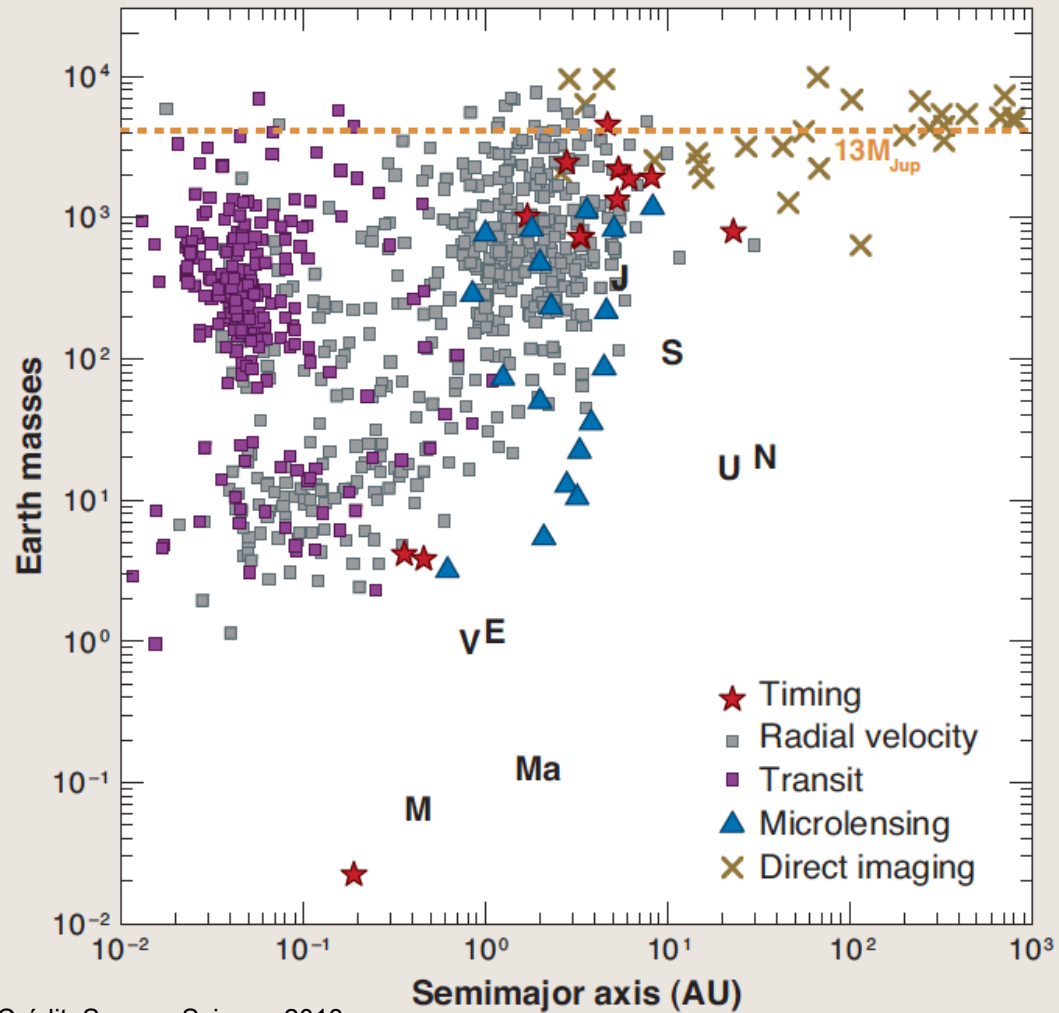 10⁴
13M_Jup
10³
J
10²
S
U N
10¹
V E
10⁰
Timing
Radial velocity
Ma
Transit
10⁻¹
M
Microlensing
Direct imaging
10⁻²
10⁻² 10⁻¹ 10⁰ 10¹ 10² 10³
Earth masses
Semimajor axis (AU)